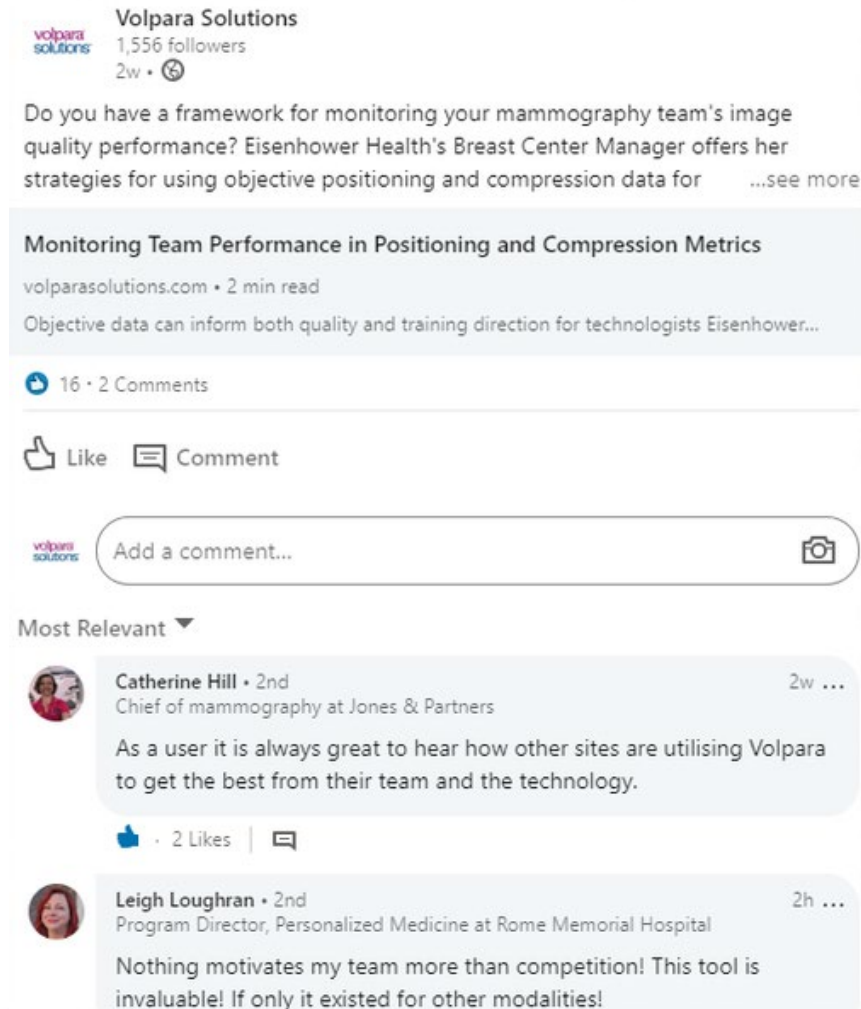 volpara
solutions
Volpara Solutions
1,556 followers
2w •
Do you have a framework for monitoring your mammography team's image
quality performance? Eisenhower Health's Breast Center Manager offers her
strategies for using objective positioning and compression data for ...see more
Monitoring Team Performance in Positioning and Compression Metrics
volparasolutions.com • 2 min read
Objective data can inform both quality and training direction for technologists Eisenhower...
16 • 2 Comments
Like Comment
volpara
solutions
Add a comment...
Most Relevant
Catherine Hill • 2nd 2w ...
Chief of mammography at Jones & Partners
As a user it is always great to hear how other sites are utilising Volpara
to get the best from their team and the technology.
· 2 Likes
Leigh Loughran • 2nd 2h ...
Program Director, Personalized Medicine at Rome Memorial Hospital
Nothing motivates my team more than competition! This tool is
invaluable! If only it existed for other modalities!